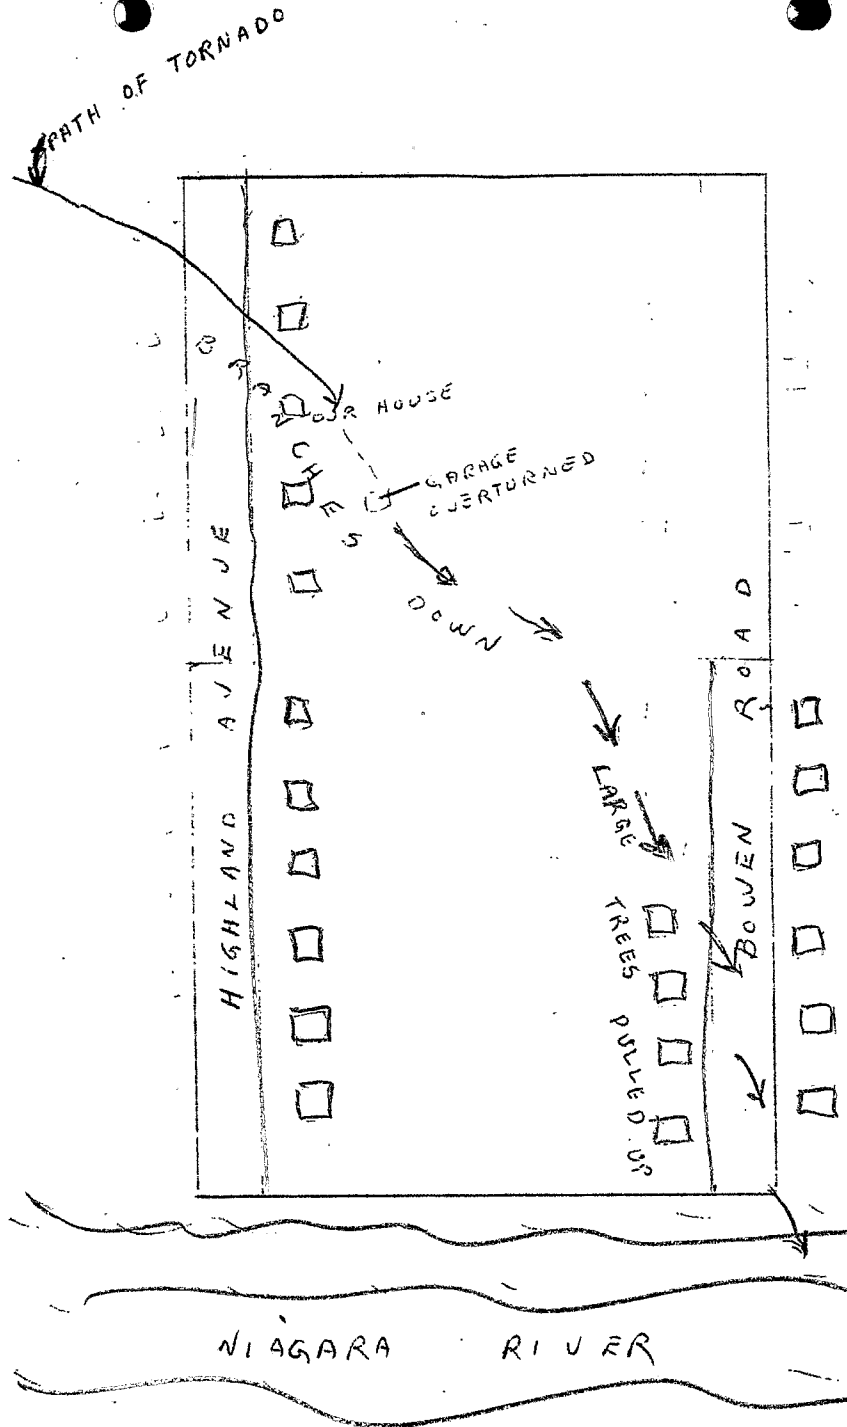 PATH OF TORNADO
BRANCHES
OUR HOUSE
GARAGE
OVERTURNED
DOWN
HIGHLAND AVENUE
BOWEN ROAD
LARGE
TREES
PULLED UP
NIAGARA RIVER